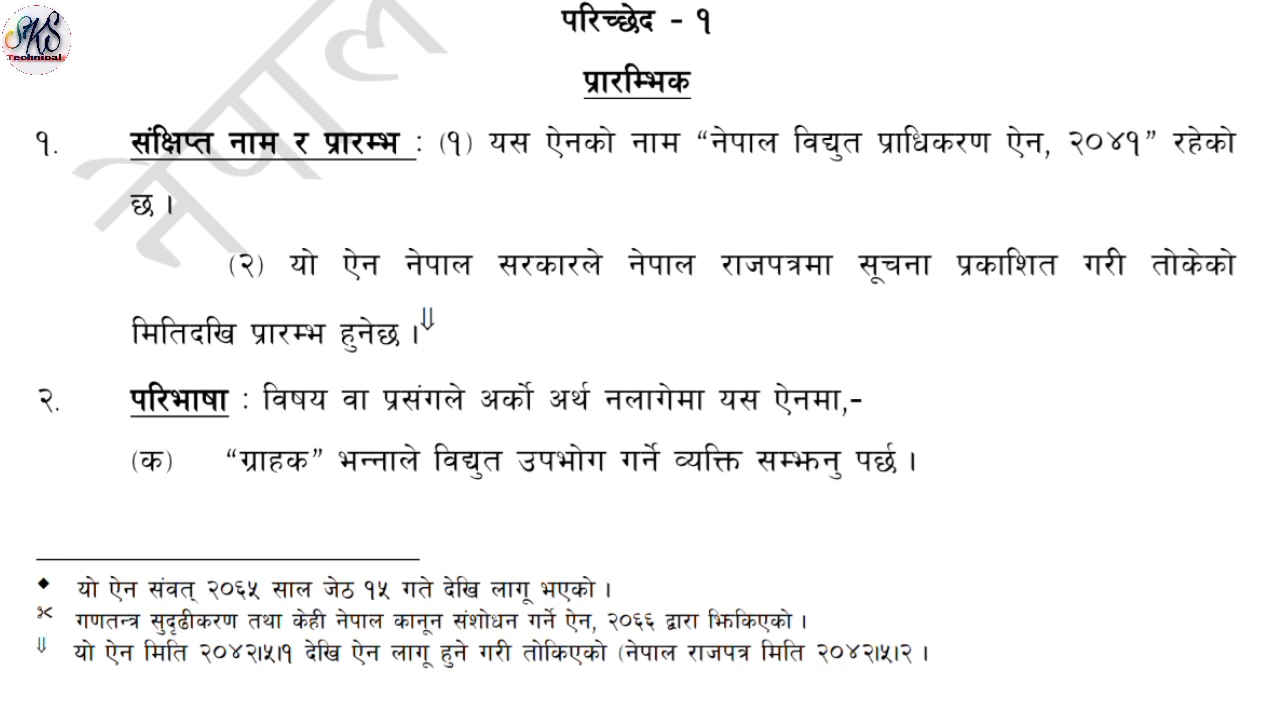 SKS
Technical
नेपाल
परिच्छेद - १
प्रारम्भिक
१. संक्षिप्त नाम र प्रारम्भ : (१) यस ऐनको नाम “नेपाल विद्युत प्राधिकरण ऐन, २०४१” रहेको
छ ।
(२) यो ऐन नेपाल सरकारले नेपाल राजपत्रमा सूचना प्रकाशित गरी तोकेको
मितिदखि प्रारम्भ हुनेछ ।⇓
२. परिभाषा : विषय वा प्रसंगले अर्को अर्थ नलागेमा यस ऐनमा,-
(क) “ग्राहक” भन्नाले विद्युत उपभोग गर्ने व्यक्ति सम्झनु पर्छ ।
◆ यो ऐन संवत् २०६५ साल जेठ १५ गते देखि लागू भएको ।
✂ गणतन्त्र सुदृढीकरण तथा केही नेपाल कानून संशोधन गर्ने ऐन, २०६६ द्वारा झिकिएको ।
⇓ यो ऐन मिति २०४२।५।१ देखि ऐन लागू हुने गरी तोकिएको (नेपाल राजपत्र मिति २०४२।५।२ ।